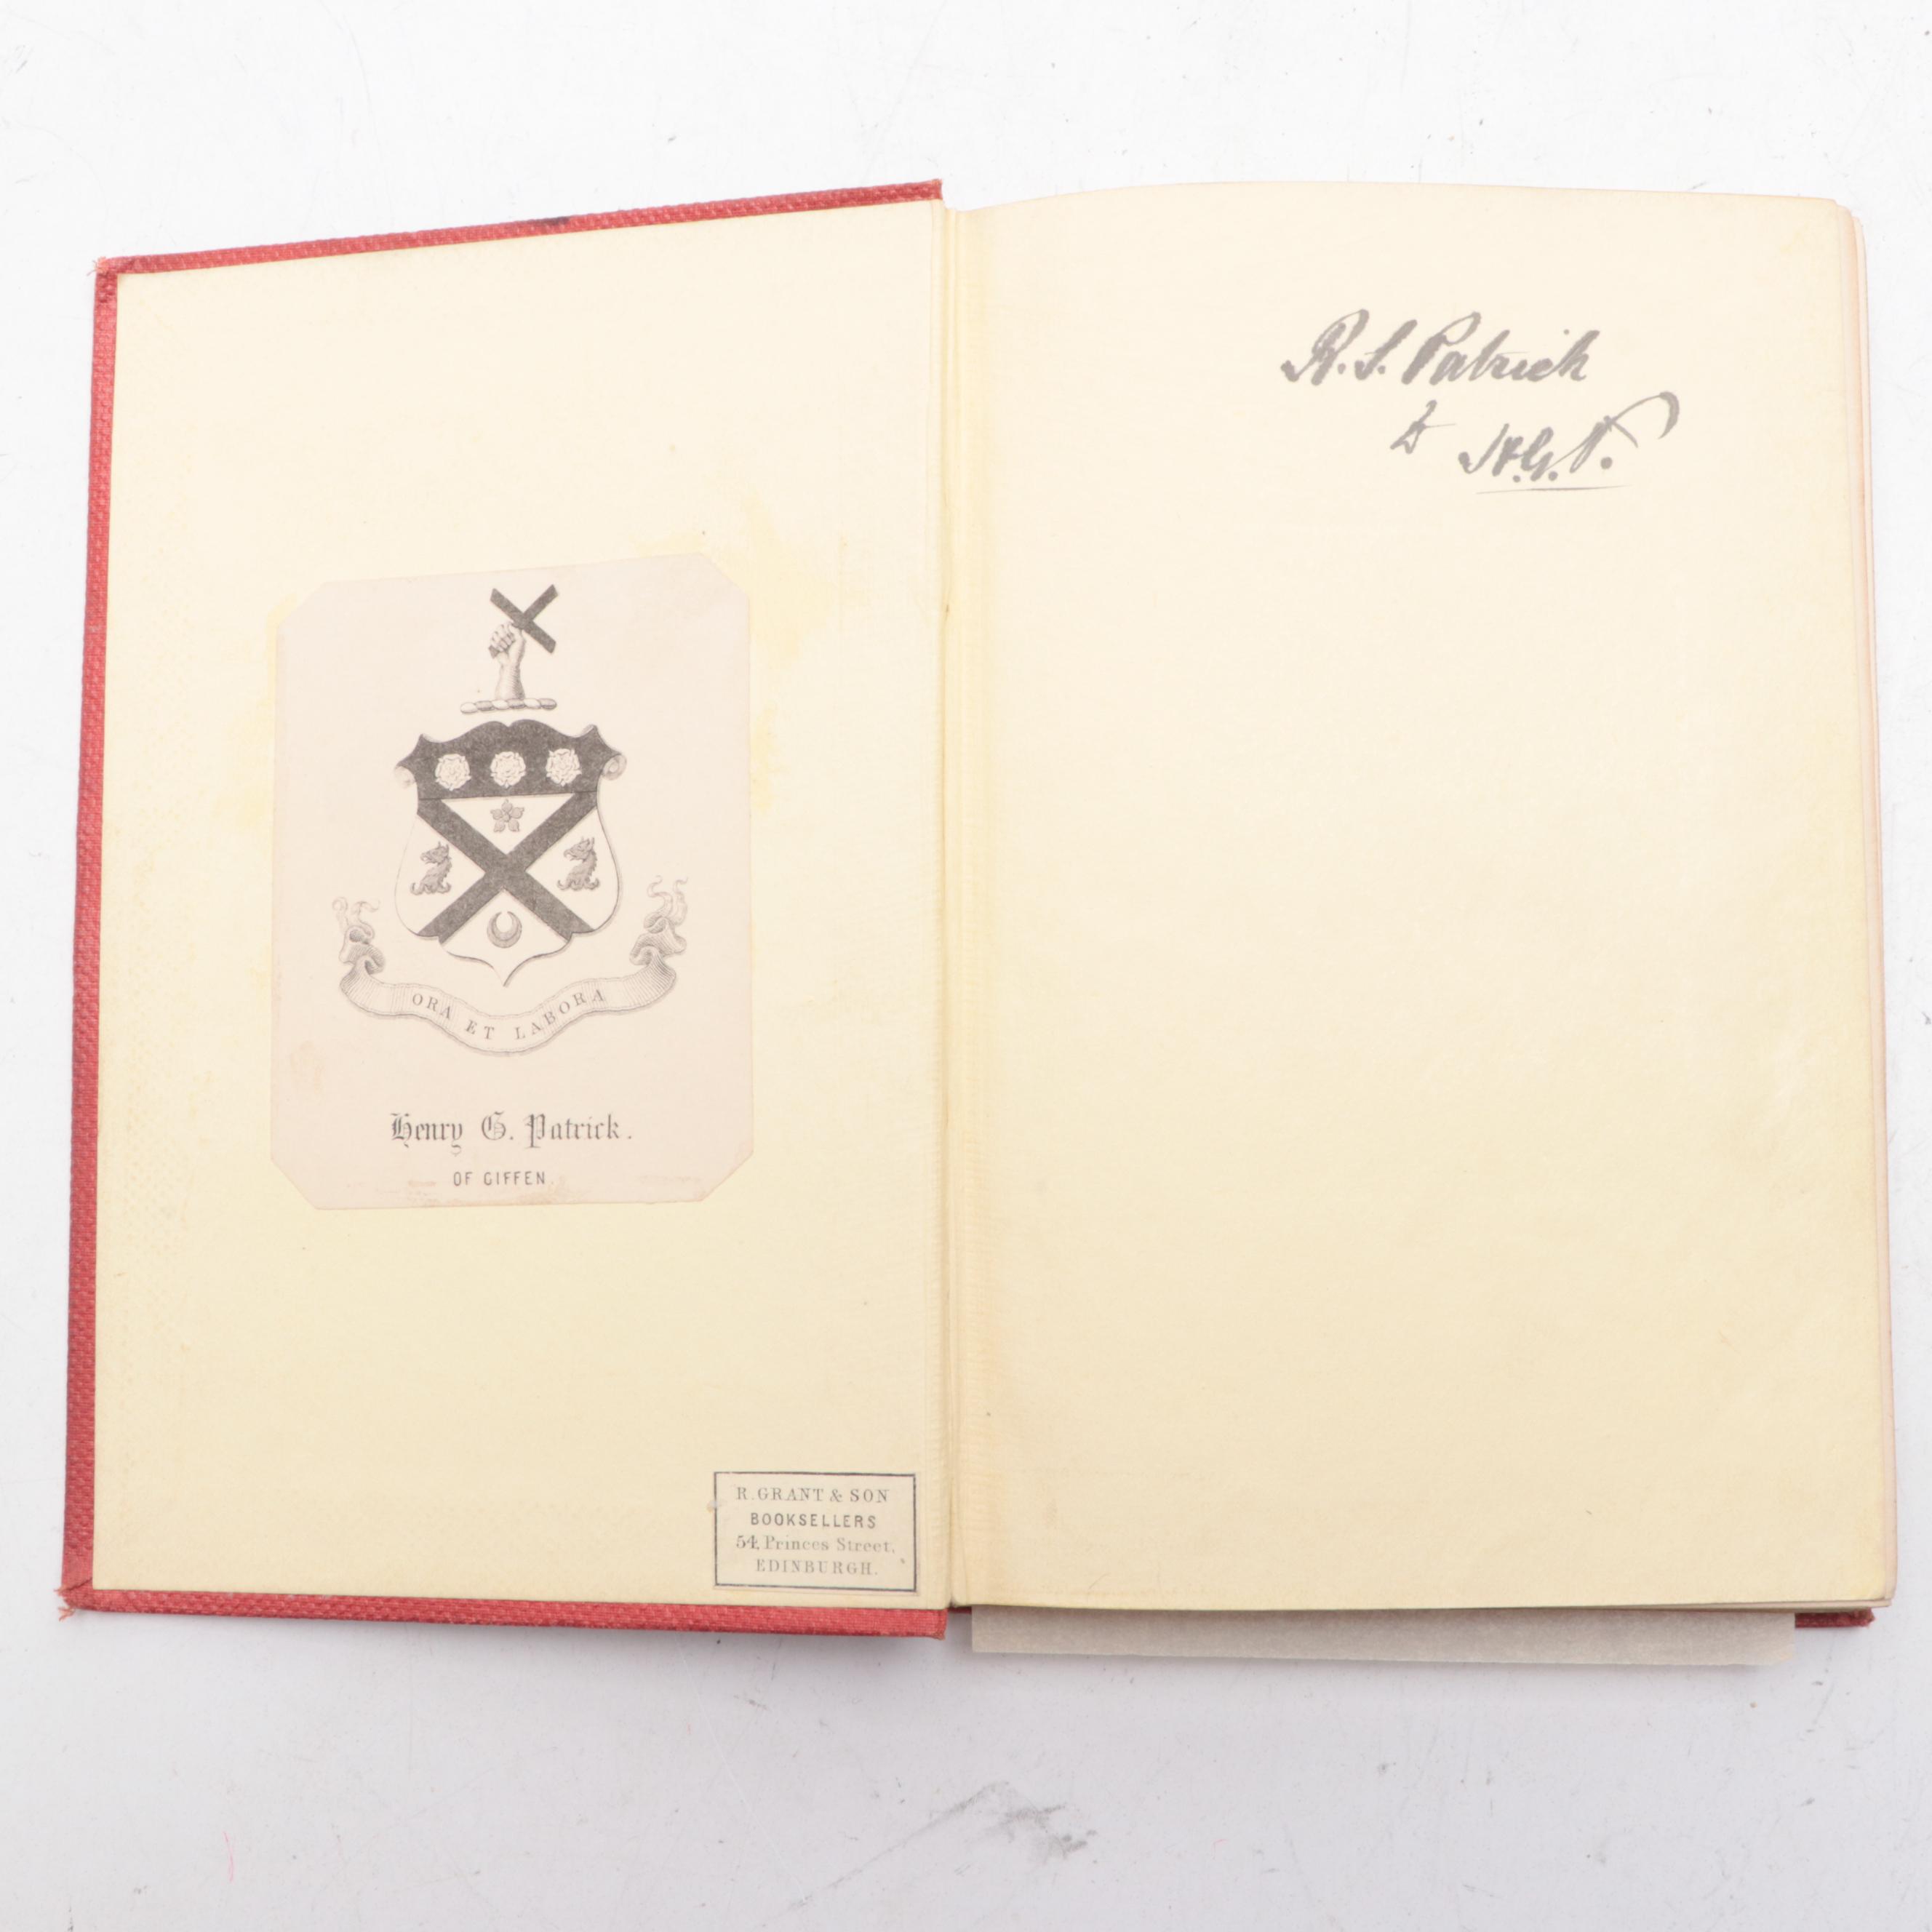 ORA ET LABORA
Henry G. Patrick.
OF GIFFEN.
R. GRANT & SON
BOOKSELLERS
54, Princes Street,
EDINBURGH.
R. S. Patrick
to H.G.P.